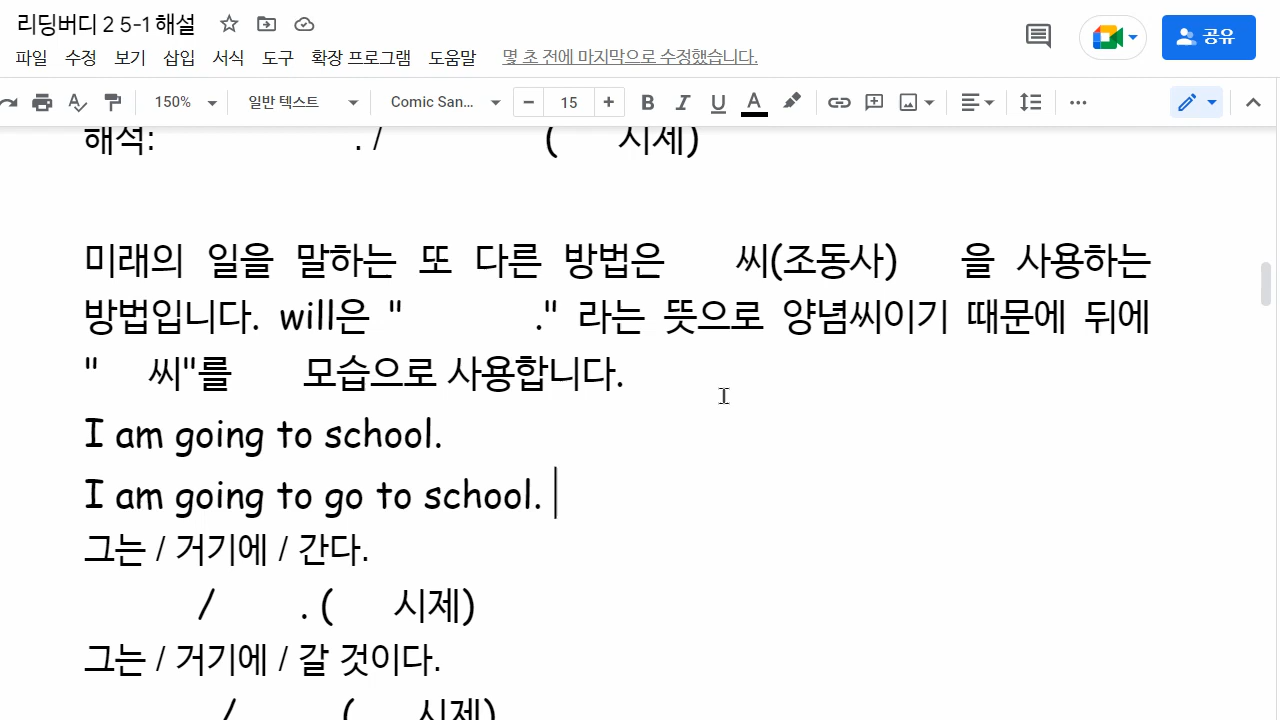 리딩버디 2 5-1 해설
파일 수정 보기 삽입 서식 도구 확장 프로그램 도움말 몇 초 전에 마지막으로 수정했습니다.
공유
150% 일반 텍스트 Comic San... 15 B I U A
해석: . / ( 시제)
미래의 일을 말하는 또 다른 방법은 씨(조동사) 을 사용하는
방법입니다. will은 " ." 라는 뜻으로 양념씨이기 때문에 뒤에
" 씨"를 모습으로 사용합니다.
I am going to school.
I am going to go to school.
그는 / 거기에 / 간다.
/ . ( 시제)
그는 / 거기에 / 갈 것이다.
/ ( 시제)